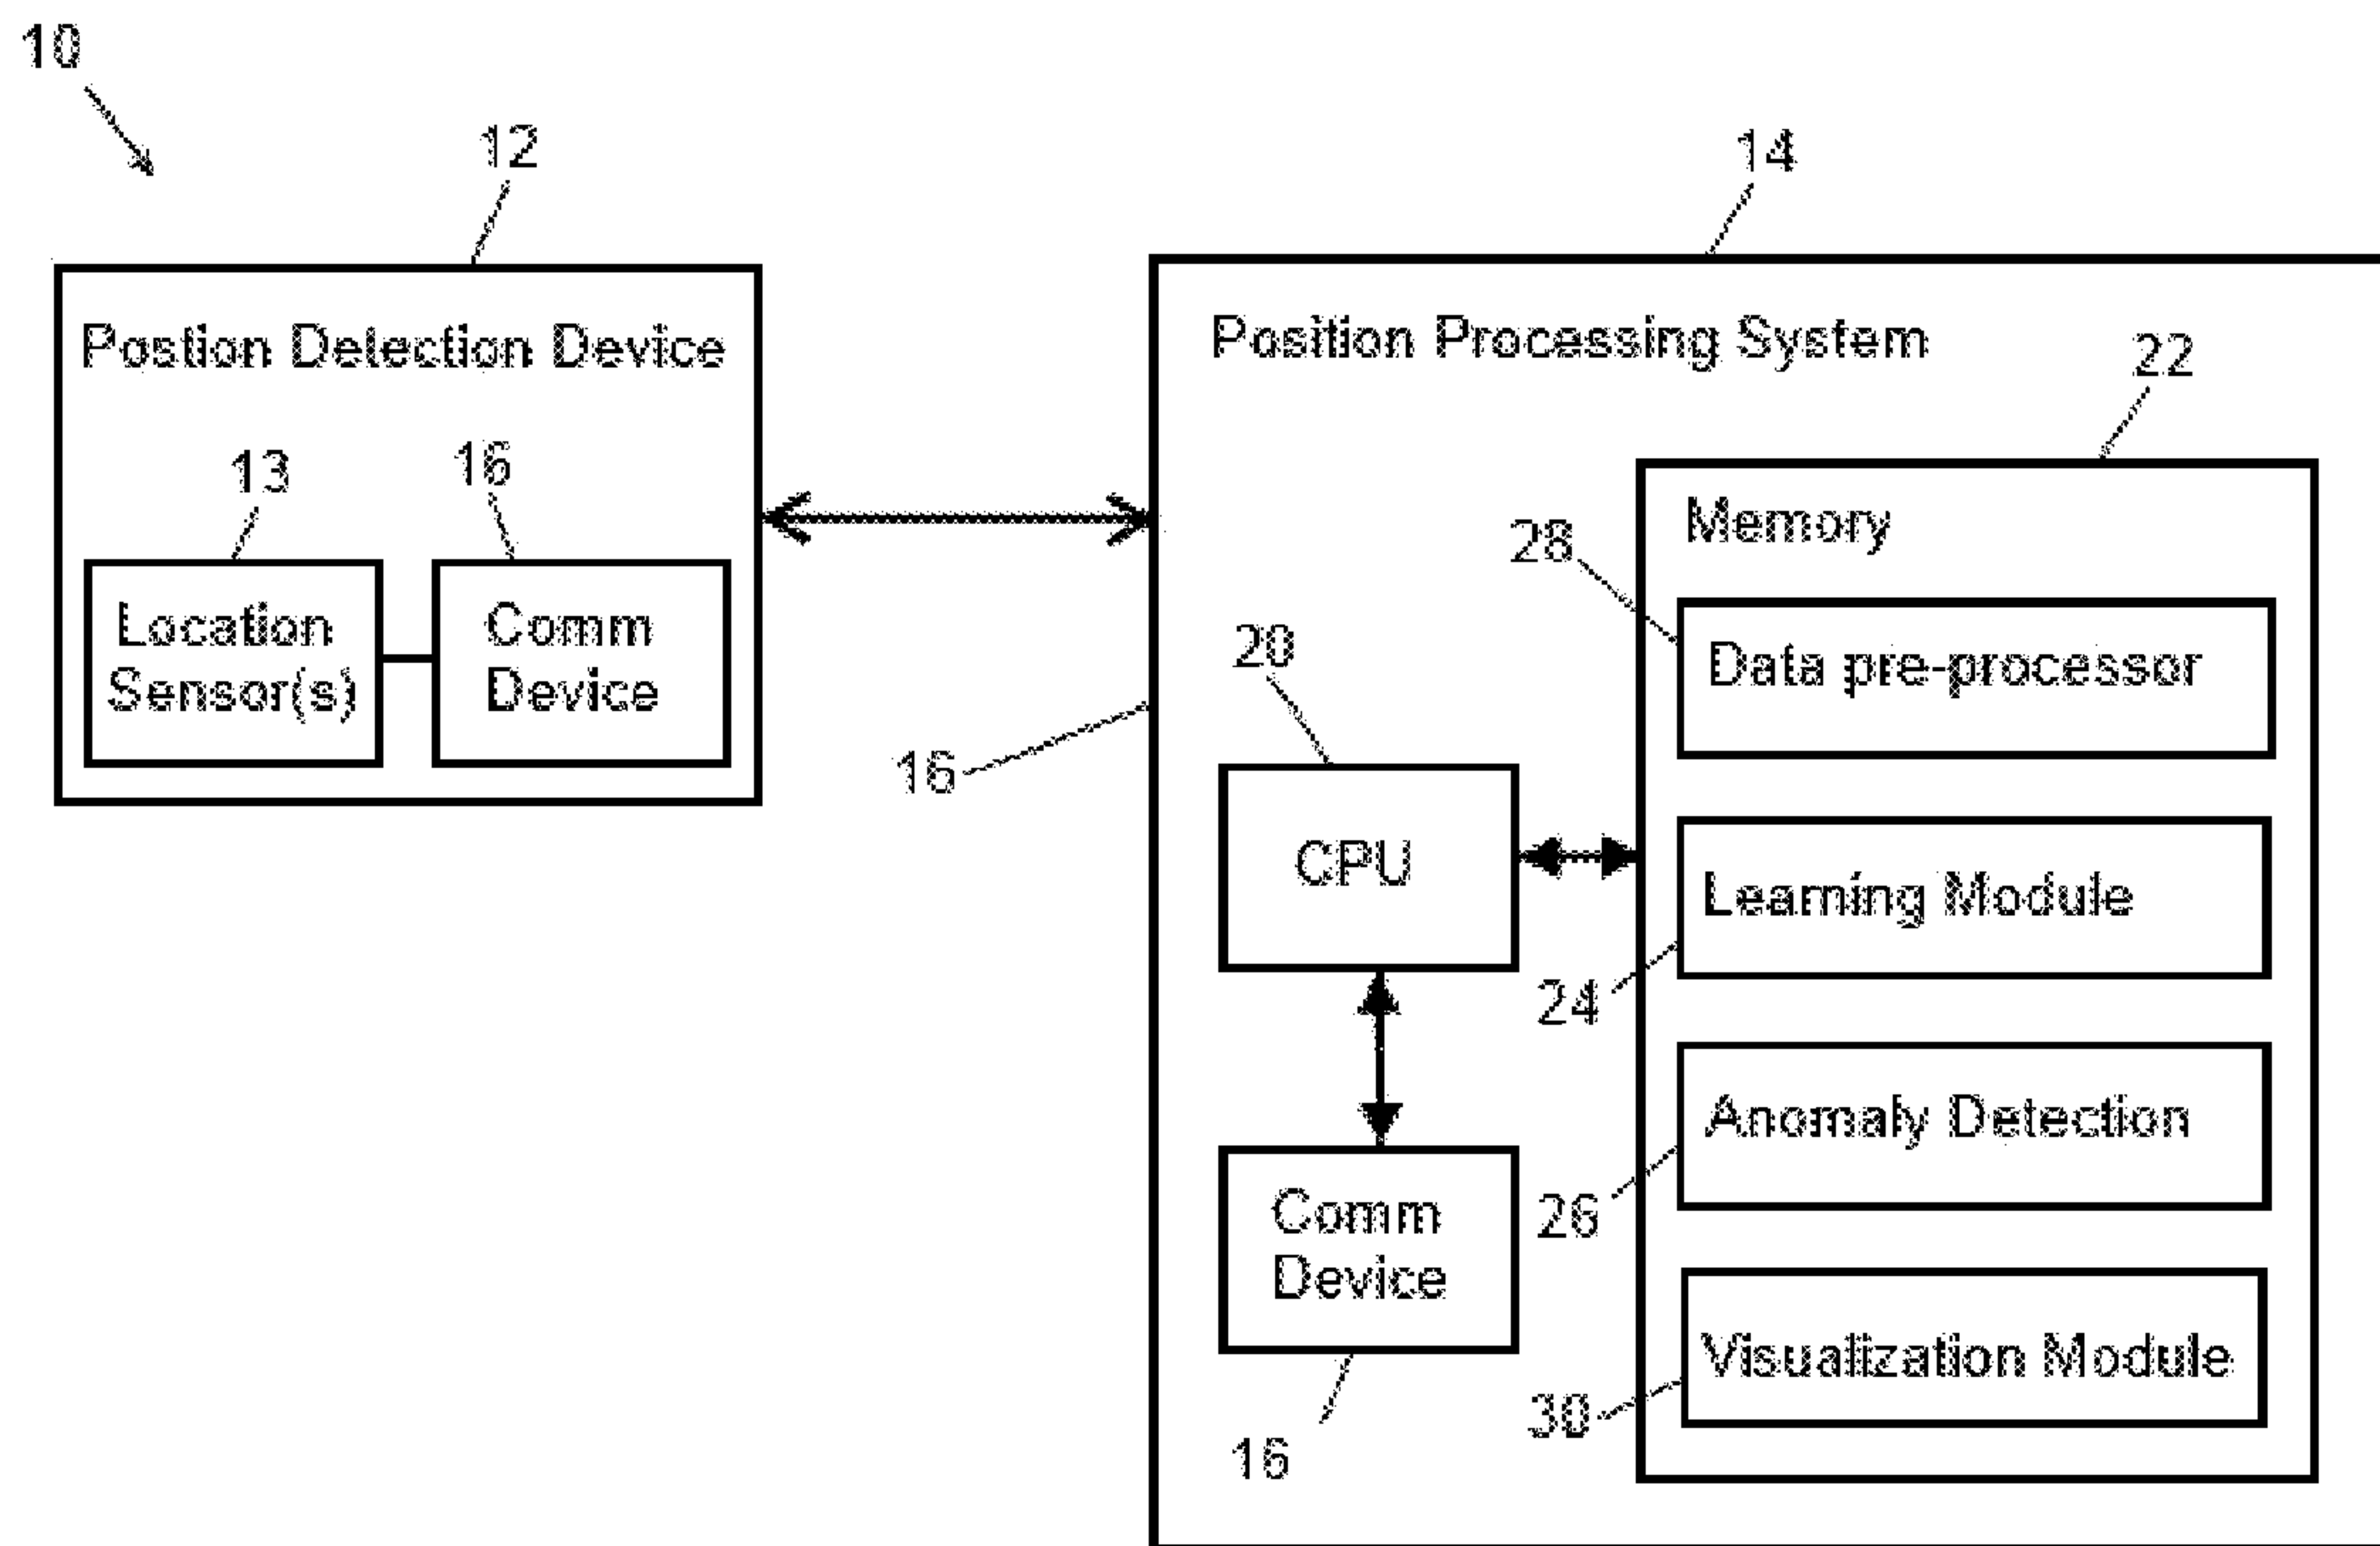 10
12
14
Postion Detection Device
Position Processing System
22
13
16
Memory
28
Location
Sensor(s)
Comm
Device
20
Data pre-processor
16
CPU
Learning Module
24
Anomaly Detection
26
Comm
Device
Visualization Module
30
16